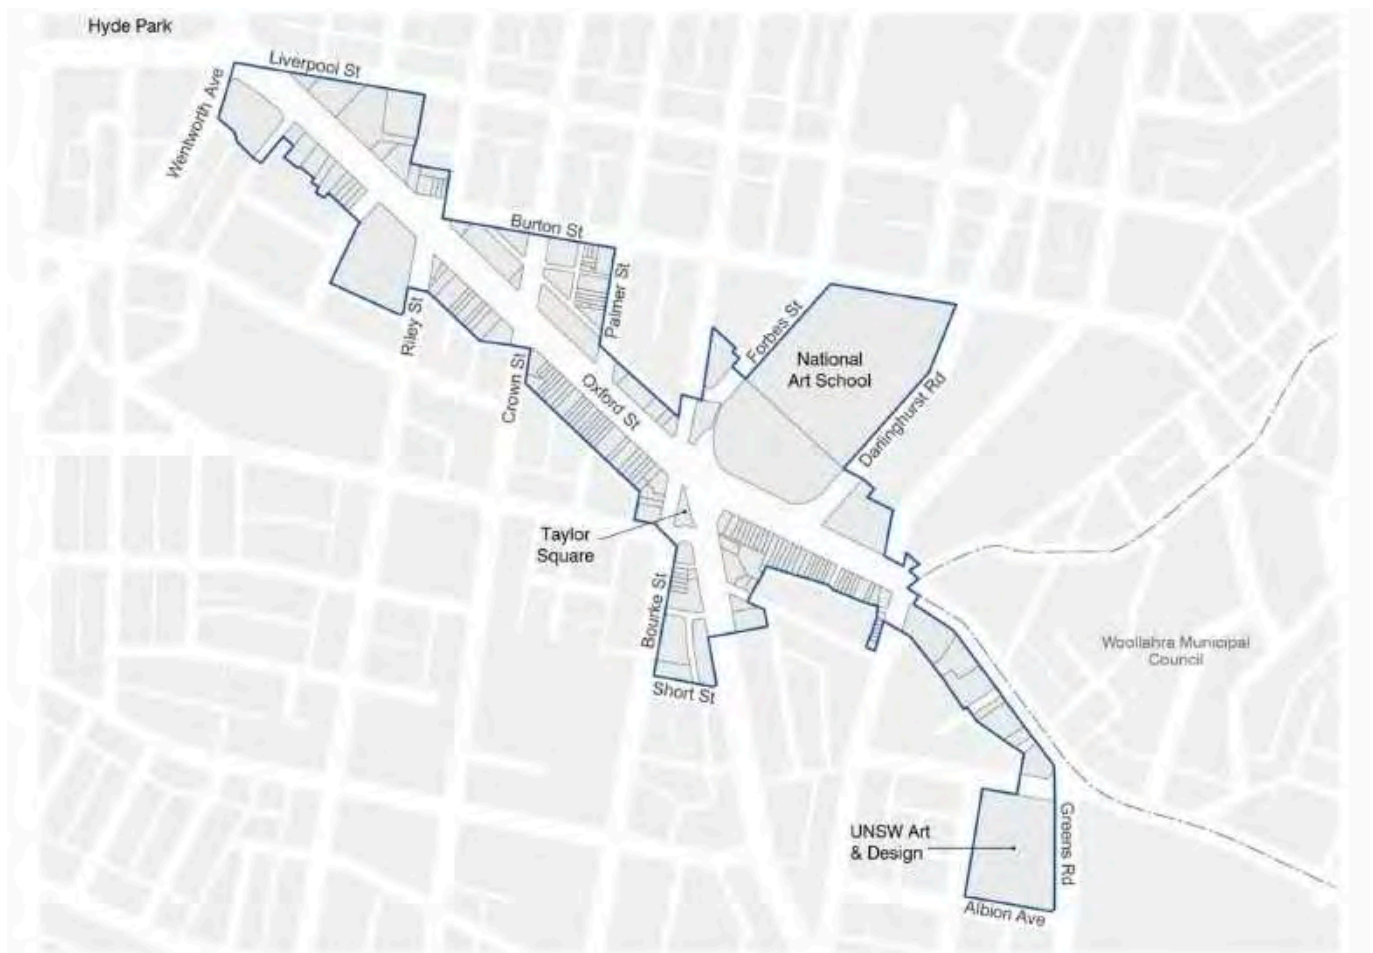 Hyde Park
Liverpool St
Wentworth Ave
Burton St
Palmer St
Riley St
Forbes St
National
Art School
Crown St
Oxford St
Darlinghurst Rd
Taylor
Square
Bourke St
Woollahra Municipal
Council
Short St
UNSW Art
& Design
Greens Rd
Albion Ave